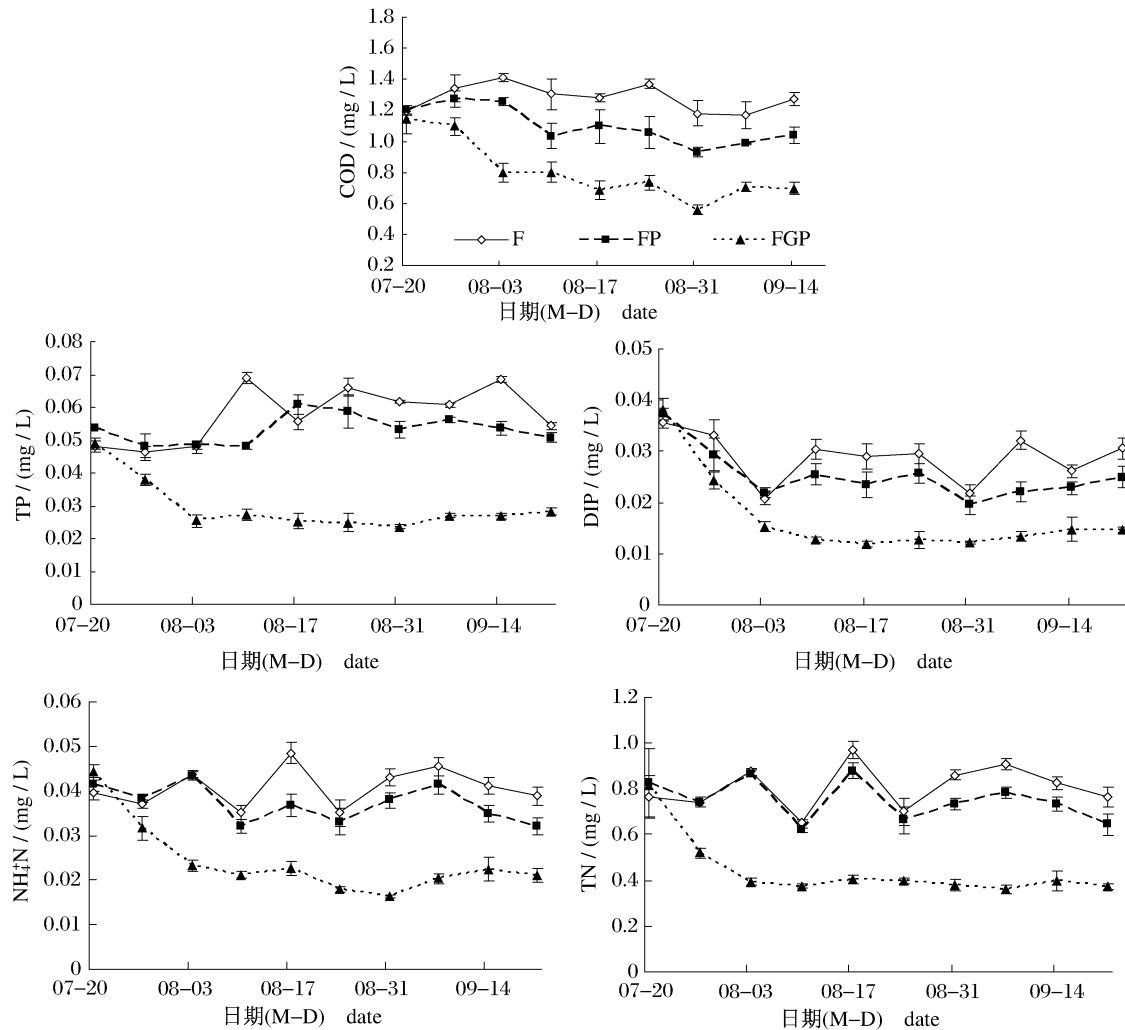 1.8
1.6
1.4
1.2
1.0
0.8
0.6
0.4
0.2
COD / (mg / L)
F FP FGP
07-20 08-03 08-17 08-31 09-14
日期(M-D) date
0.08
0.07
0.06
0.05
0.04
0.03
0.02
0.01
0
TP / (mg / L)
07-20 08-03 08-17 08-31 09-14
日期(M-D) date
0.05
0.04
0.03
0.02
0.01
0
DIP / (mg / L)
07-20 08-03 08-17 08-31 09-14
日期(M-D) date
0.06
0.05
0.04
0.03
0.02
0.01
0
NH₄⁺N / (mg / L)
07-20 08-03 08-17 08-31 09-14
日期(M-D) date
1.2
1.0
0.8
0.6
0.4
0.2
0
TN / (mg / L)
07-20 08-03 08-17 08-31 09-14
日期(M-D) date